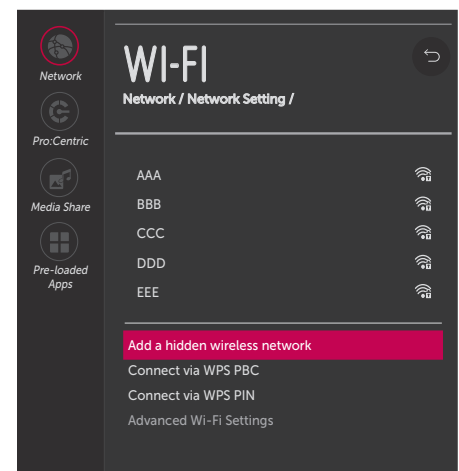 Network
Pro:Centric
Media Share
Pre-loaded
Apps
WI-FI
Network / Network Setting /
AAA
BBB
CCC
DDD
EEE
Add a hidden wireless network
Connect via WPS PBC
Connect via WPS PIN
Advanced Wi-Fi Settings